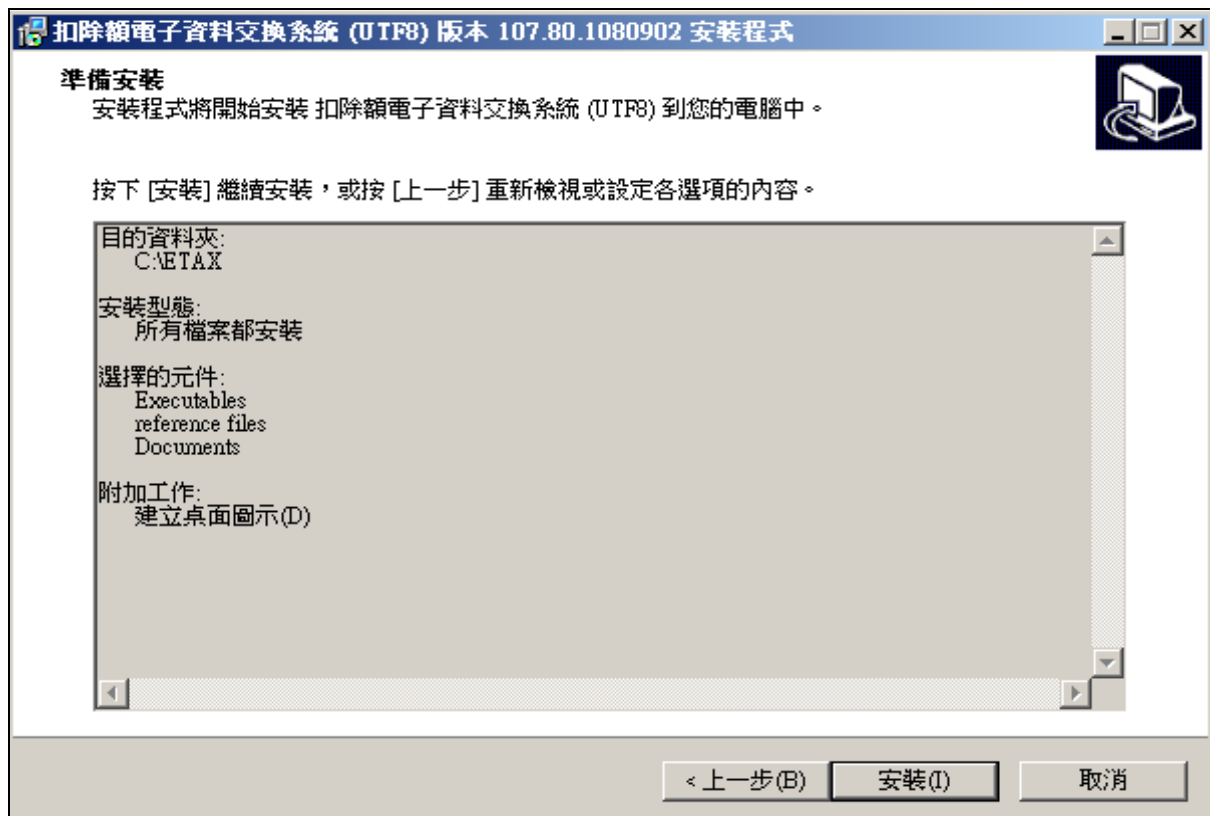 扣除額電子資料交換系統 (UTF8) 版本 107.80.1080902 安裝程式
準備安裝
安裝程式將開始安裝 扣除額電子資料交換系統 (UTF8) 到您的電腦中。
按下 [安裝] 繼續安裝，或按 [上一步] 重新檢視或設定各選項的內容。
目的資料夾:
C:\ETAX
安裝型態:
所有檔案都安裝
選擇的元件:
Executables
reference files
Documents
附加工作:
建立桌面圖示(D)
<上一步(B)
安裝(I)
取消